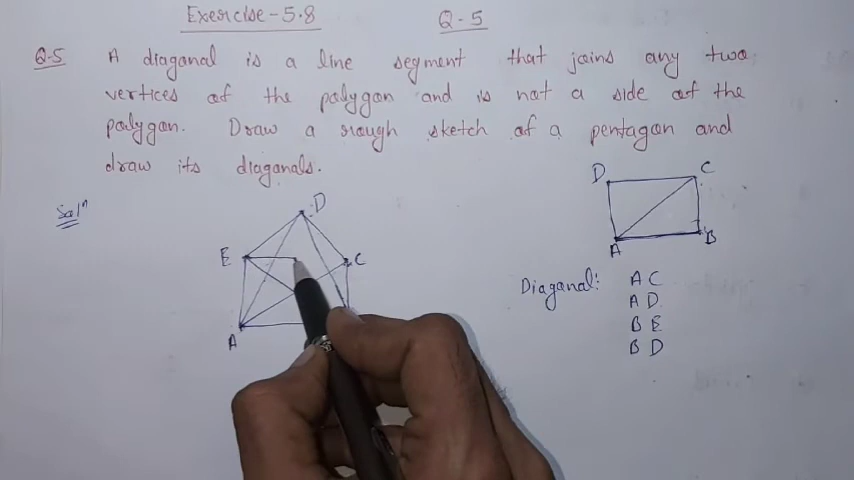 Exercise-5.8 Q-5
Q-5 A diagonal is a line segment that joins any two
vertices of the polygon and is not a side of the
polygon. Draw a rough sketch of a pentagon and
draw its diagonals.
Solⁿ
D
E
C
A
D
C
A
B
Diagonal: AC
AD
BE
BD